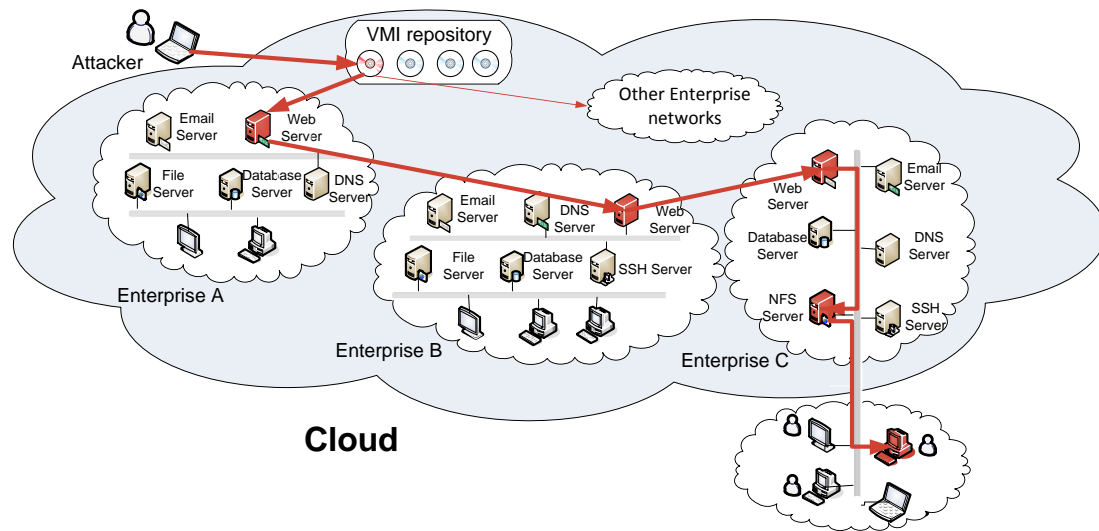 VMI repository
Attacker
Other Enterprise
networks
Email
Server
Web
Server
File
Server
Database
Server
DNS
Server
Enterprise A
Email
Server
DNS
Server
Web
Server
File
Server
Database
Server
SSH Server
Enterprise B
Web
Server
Email
Server
Database
Server
DNS
Server
NFS
Server
SSH
Server
Enterprise C
Cloud